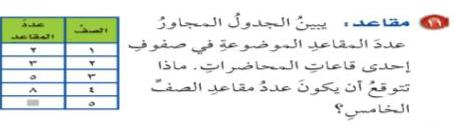 ١٦ مقاعد: يبينُ الجدولُ المجاورُ
عددَ المقاعدِ الموضوعةِ في صفوفِ
إحدى قاعاتِ المحاضراتِ. ماذا
تتوقعُ أن يكونَ عددُ مقاعدِ الصفِّ
الخامسِ؟
الصفّ عددُ المقاعد
١ ٢
٢ ٣
٣ ٥
٤ ٨
٥